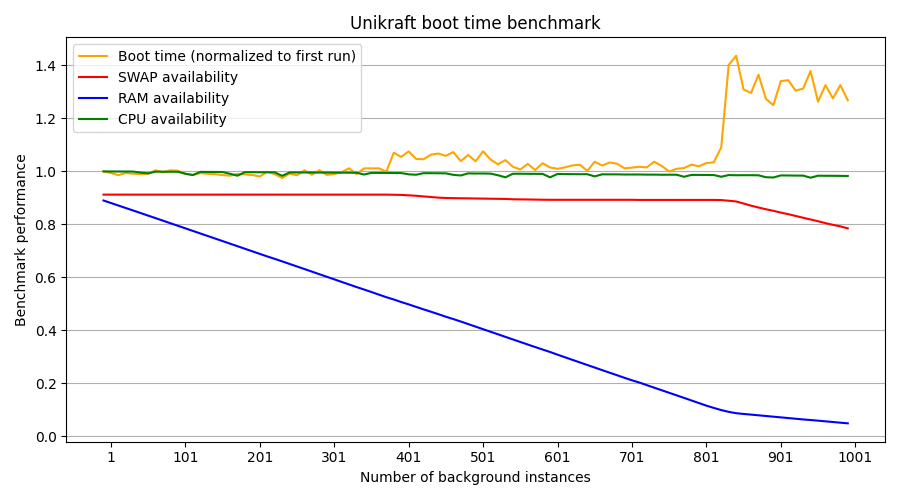 Unikraft boot time benchmark
Boot time (normalized to first run)
SWAP availability
RAM availability
CPU availability
Benchmark performance
1.4
1.2
1.0
0.8
0.6
0.4
0.2
0.0
1 101 201 301 401 501 601 701 801 901 1001
Number of background instances